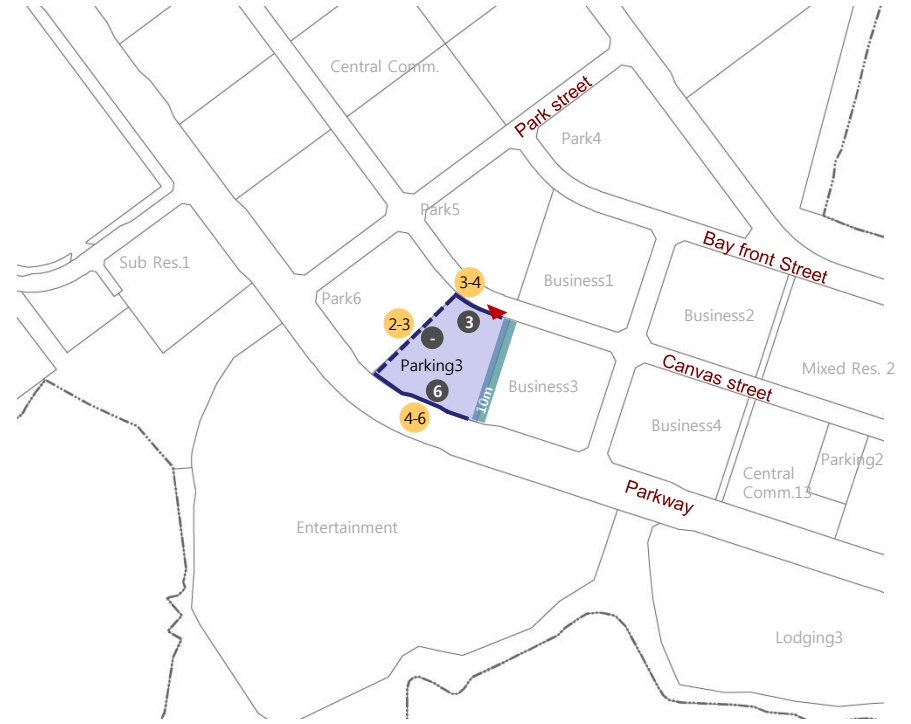 Central Comm.
Park street
Park4
Park5
Bay front Street
Sub Res.1
Business1
3-4
Park6
Business2
2-3
3
-
Parking3
Canvas street
Mixed Res. 2
6
10m
Business3
4-6
Business4
Parking2
Central
Comm.13
Parkway
Entertainment
Lodging3